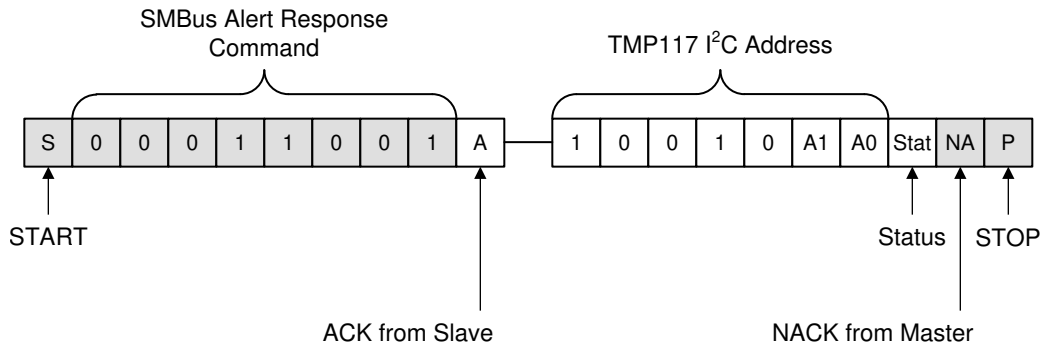 SMBus Alert Response
Command
TMP117 I²C Address
S 0 0 0 1 1 0 0 1 A 1 0 0 1 0 A1 A0 Stat NA P
START
Status
STOP
ACK from Slave
NACK from Master